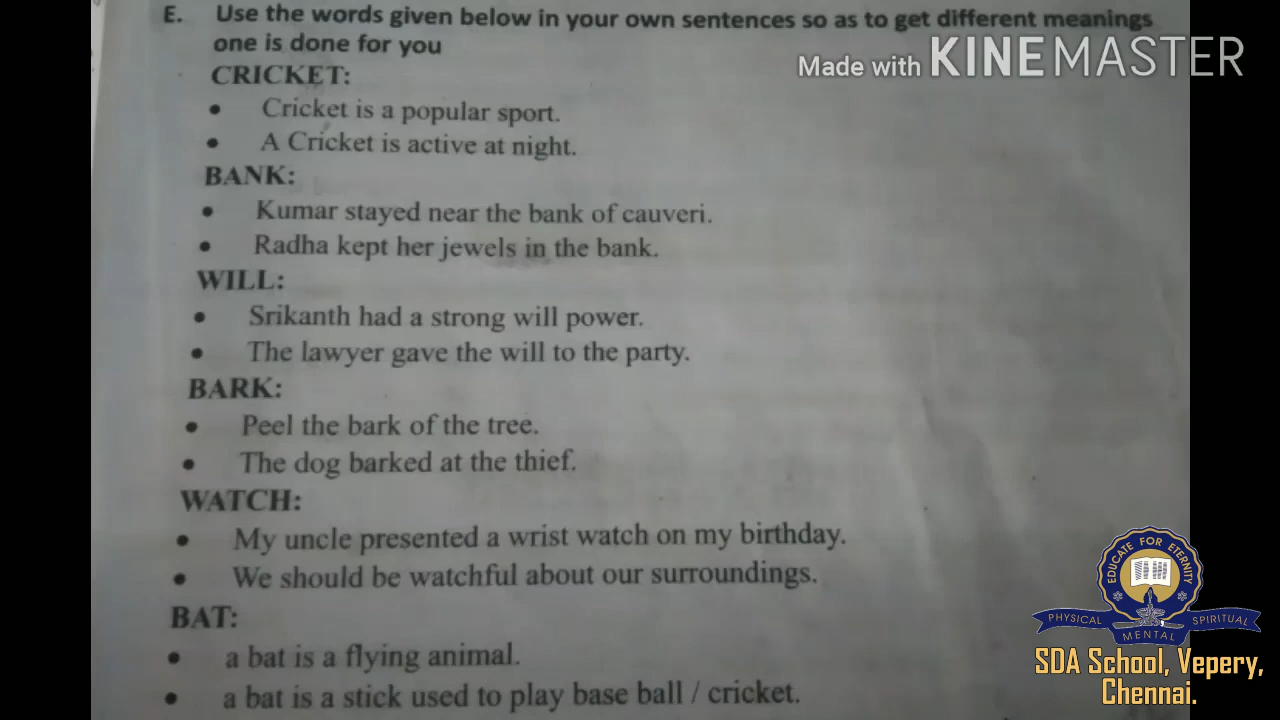 E. Use the words given below in your own sentences so as to get different meanings
one is done for you
Made with KINEMASTER
CRICKET:
• Cricket is a popular sport.
• A Cricket is active at night.
BANK:
• Kumar stayed near the bank of cauveri.
• Radha kept her jewels in the bank.
WILL:
• Srikanth had a strong will power.
• The lawyer gave the will to the party.
BARK:
• Peel the bark of the tree.
• The dog barked at the thief.
WATCH:
• My uncle presented a wrist watch on my birthday.
• We should be watchful about our surroundings.
BAT:
• a bat is a flying animal.
• a bat is a stick used to play base ball / cricket.
EDUCATE FOR ETERNITY
PHYSICAL MENTAL SPIRITUAL
SDA School, Vepery,
Chennai.